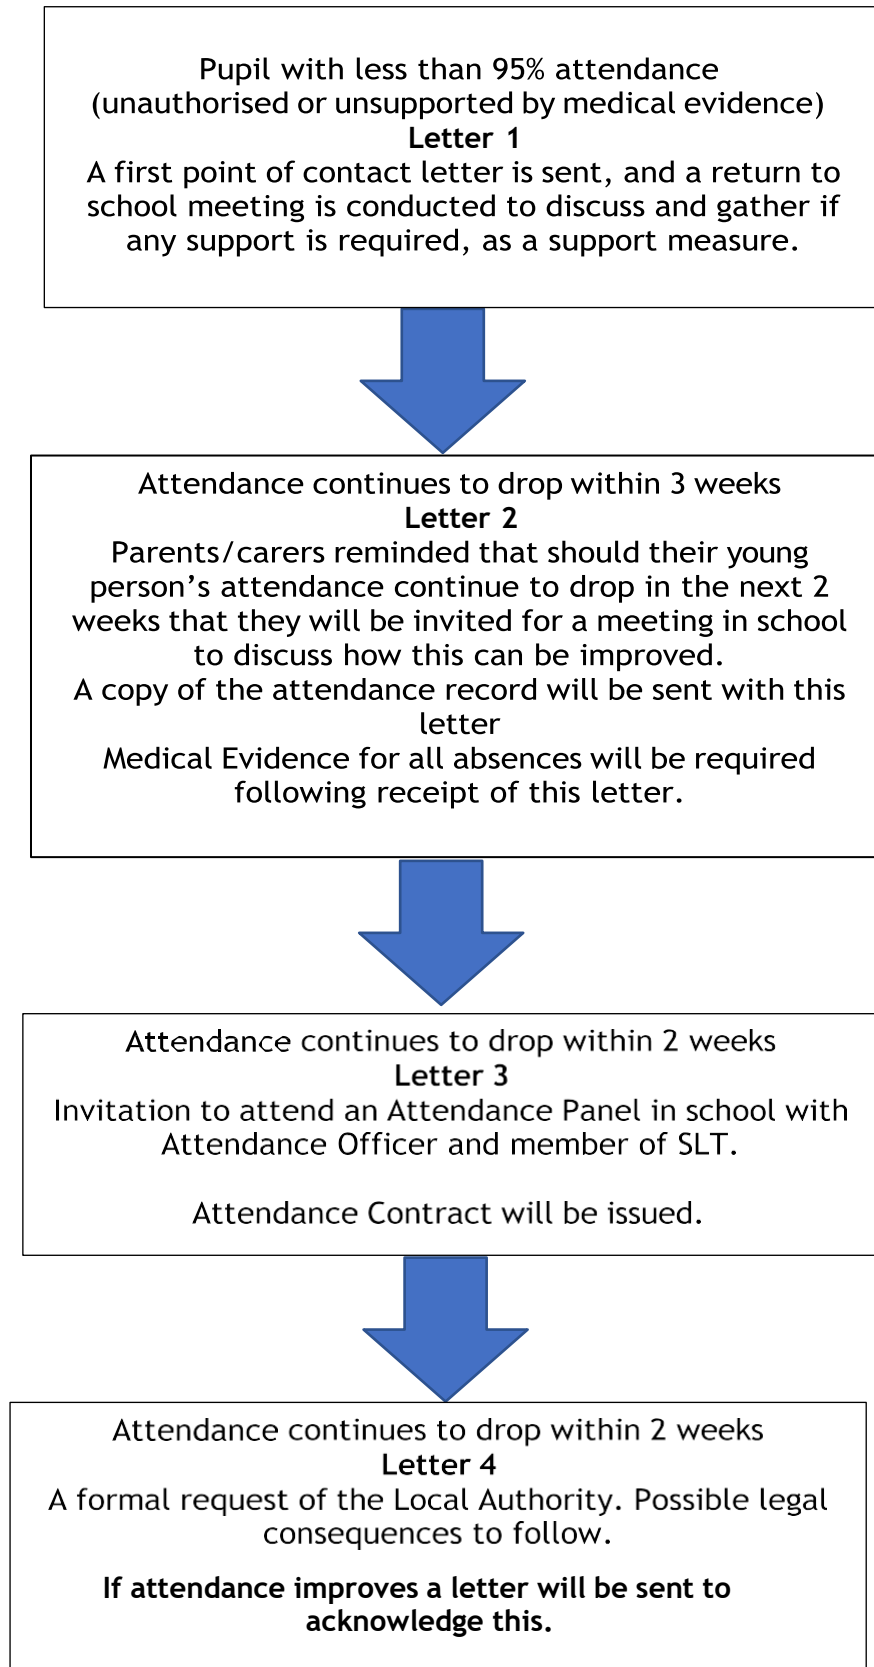 Pupil with less than 95% attendance
(unauthorised or unsupported by medical evidence)
Letter 1
A first point of contact letter is sent, and a return to
school meeting is conducted to discuss and gather if
any support is required, as a support measure.
Attendance continues to drop within 3 weeks
Letter 2
Parents/carers reminded that should their young
person’s attendance continue to drop in the next 2
weeks that they will be invited for a meeting in school
to discuss how this can be improved.
A copy of the attendance record will be sent with this
letter
Medical Evidence for all absences will be required
following receipt of this letter.
Attendance continues to drop within 2 weeks
Letter 3
Invitation to attend an Attendance Panel in school with
Attendance Officer and member of SLT.
Attendance Contract will be issued.
Attendance continues to drop within 2 weeks
Letter 4
A formal request of the Local Authority. Possible legal
consequences to follow.
If attendance improves a letter will be sent to
acknowledge this.